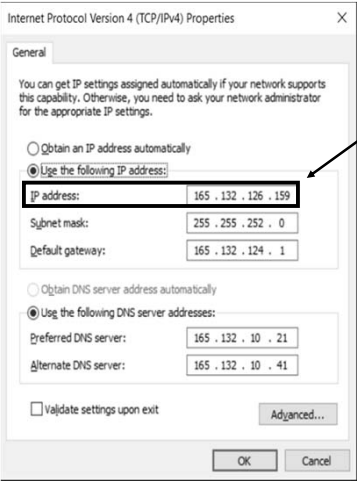 Internet Protocol Version 4 (TCP/IPv4) Properties
General
You can get IP settings assigned automatically if your network supports
this capability. Otherwise, you need to ask your network administrator
for the appropriate IP settings.
Obtain an IP address automatically
Use the following IP address:
IP address: 165 . 132 . 126 . 159
Subnet mask: 255 . 255 . 252 . 0
Default gateway: 165 . 132 . 124 . 1
Obtain DNS server address automatically
Use the following DNS server addresses:
Preferred DNS server: 165 . 132 . 10 . 21
Alternate DNS server: 165 . 132 . 10 . 41
Validate settings upon exit
Advanced...
OK Cancel